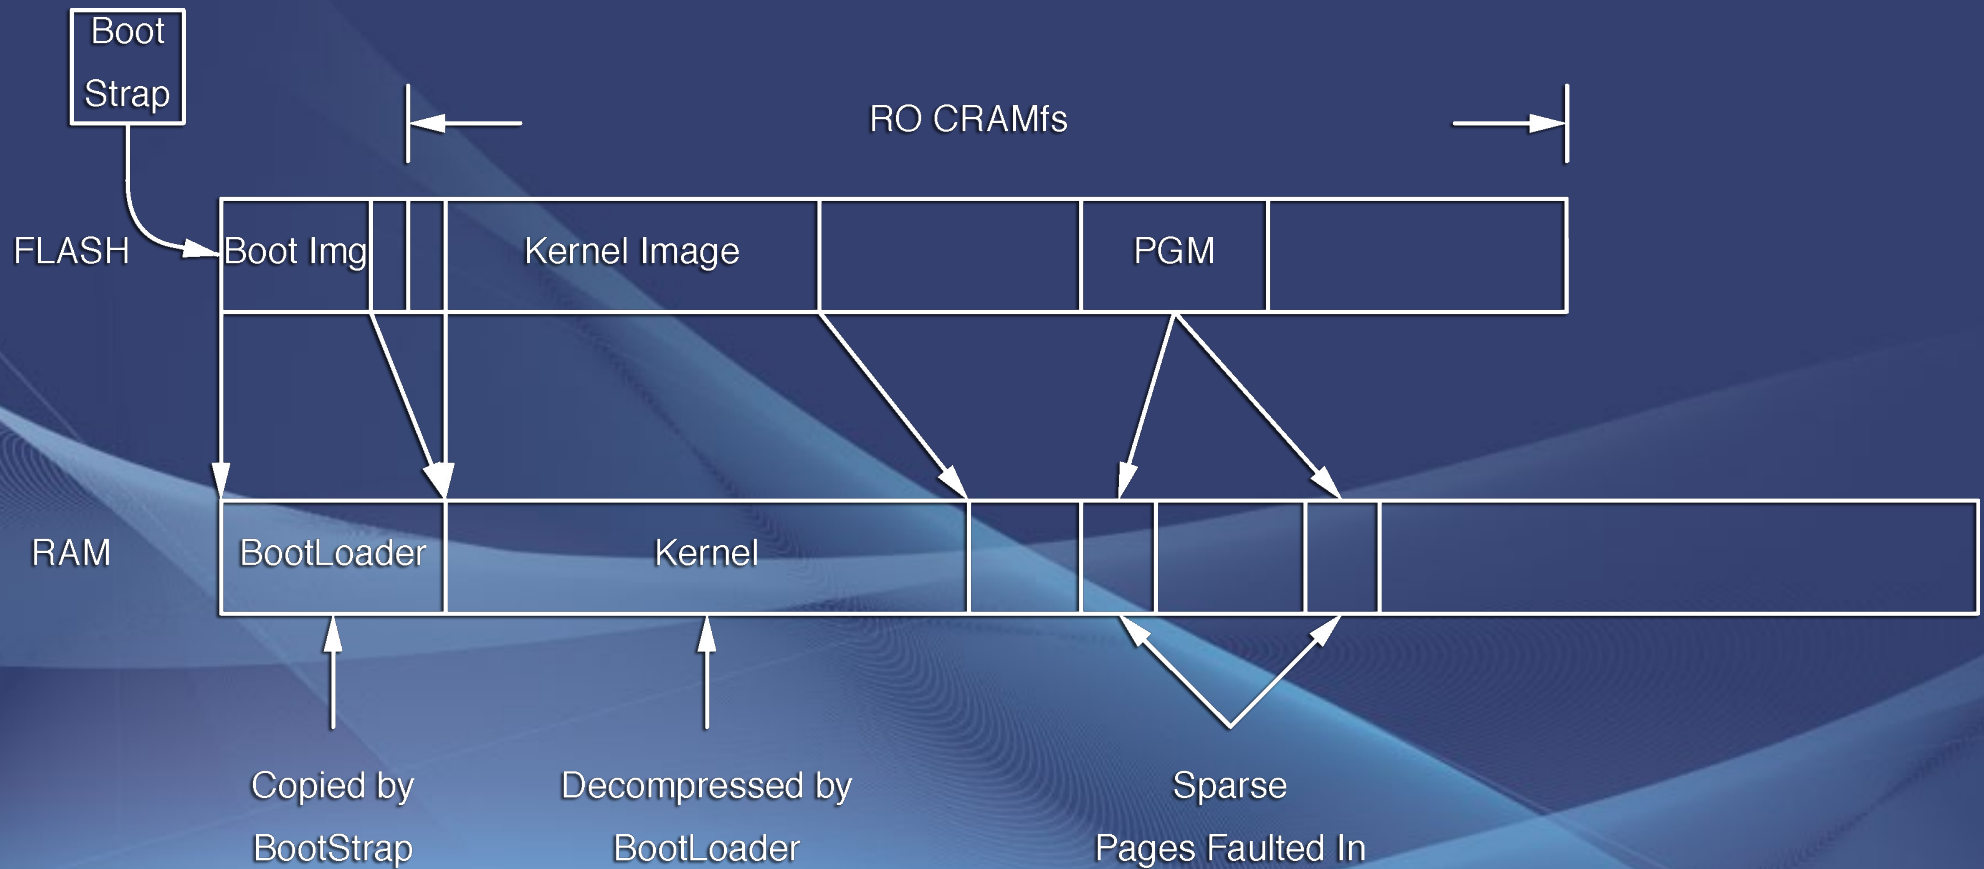 Boot
Strap
RO CRAMfs
FLASH
Boot Img
Kernel Image
PGM
RAM
BootLoader
Kernel
Copied by
BootStrap
Decompressed by
BootLoader
Sparse
Pages Faulted In